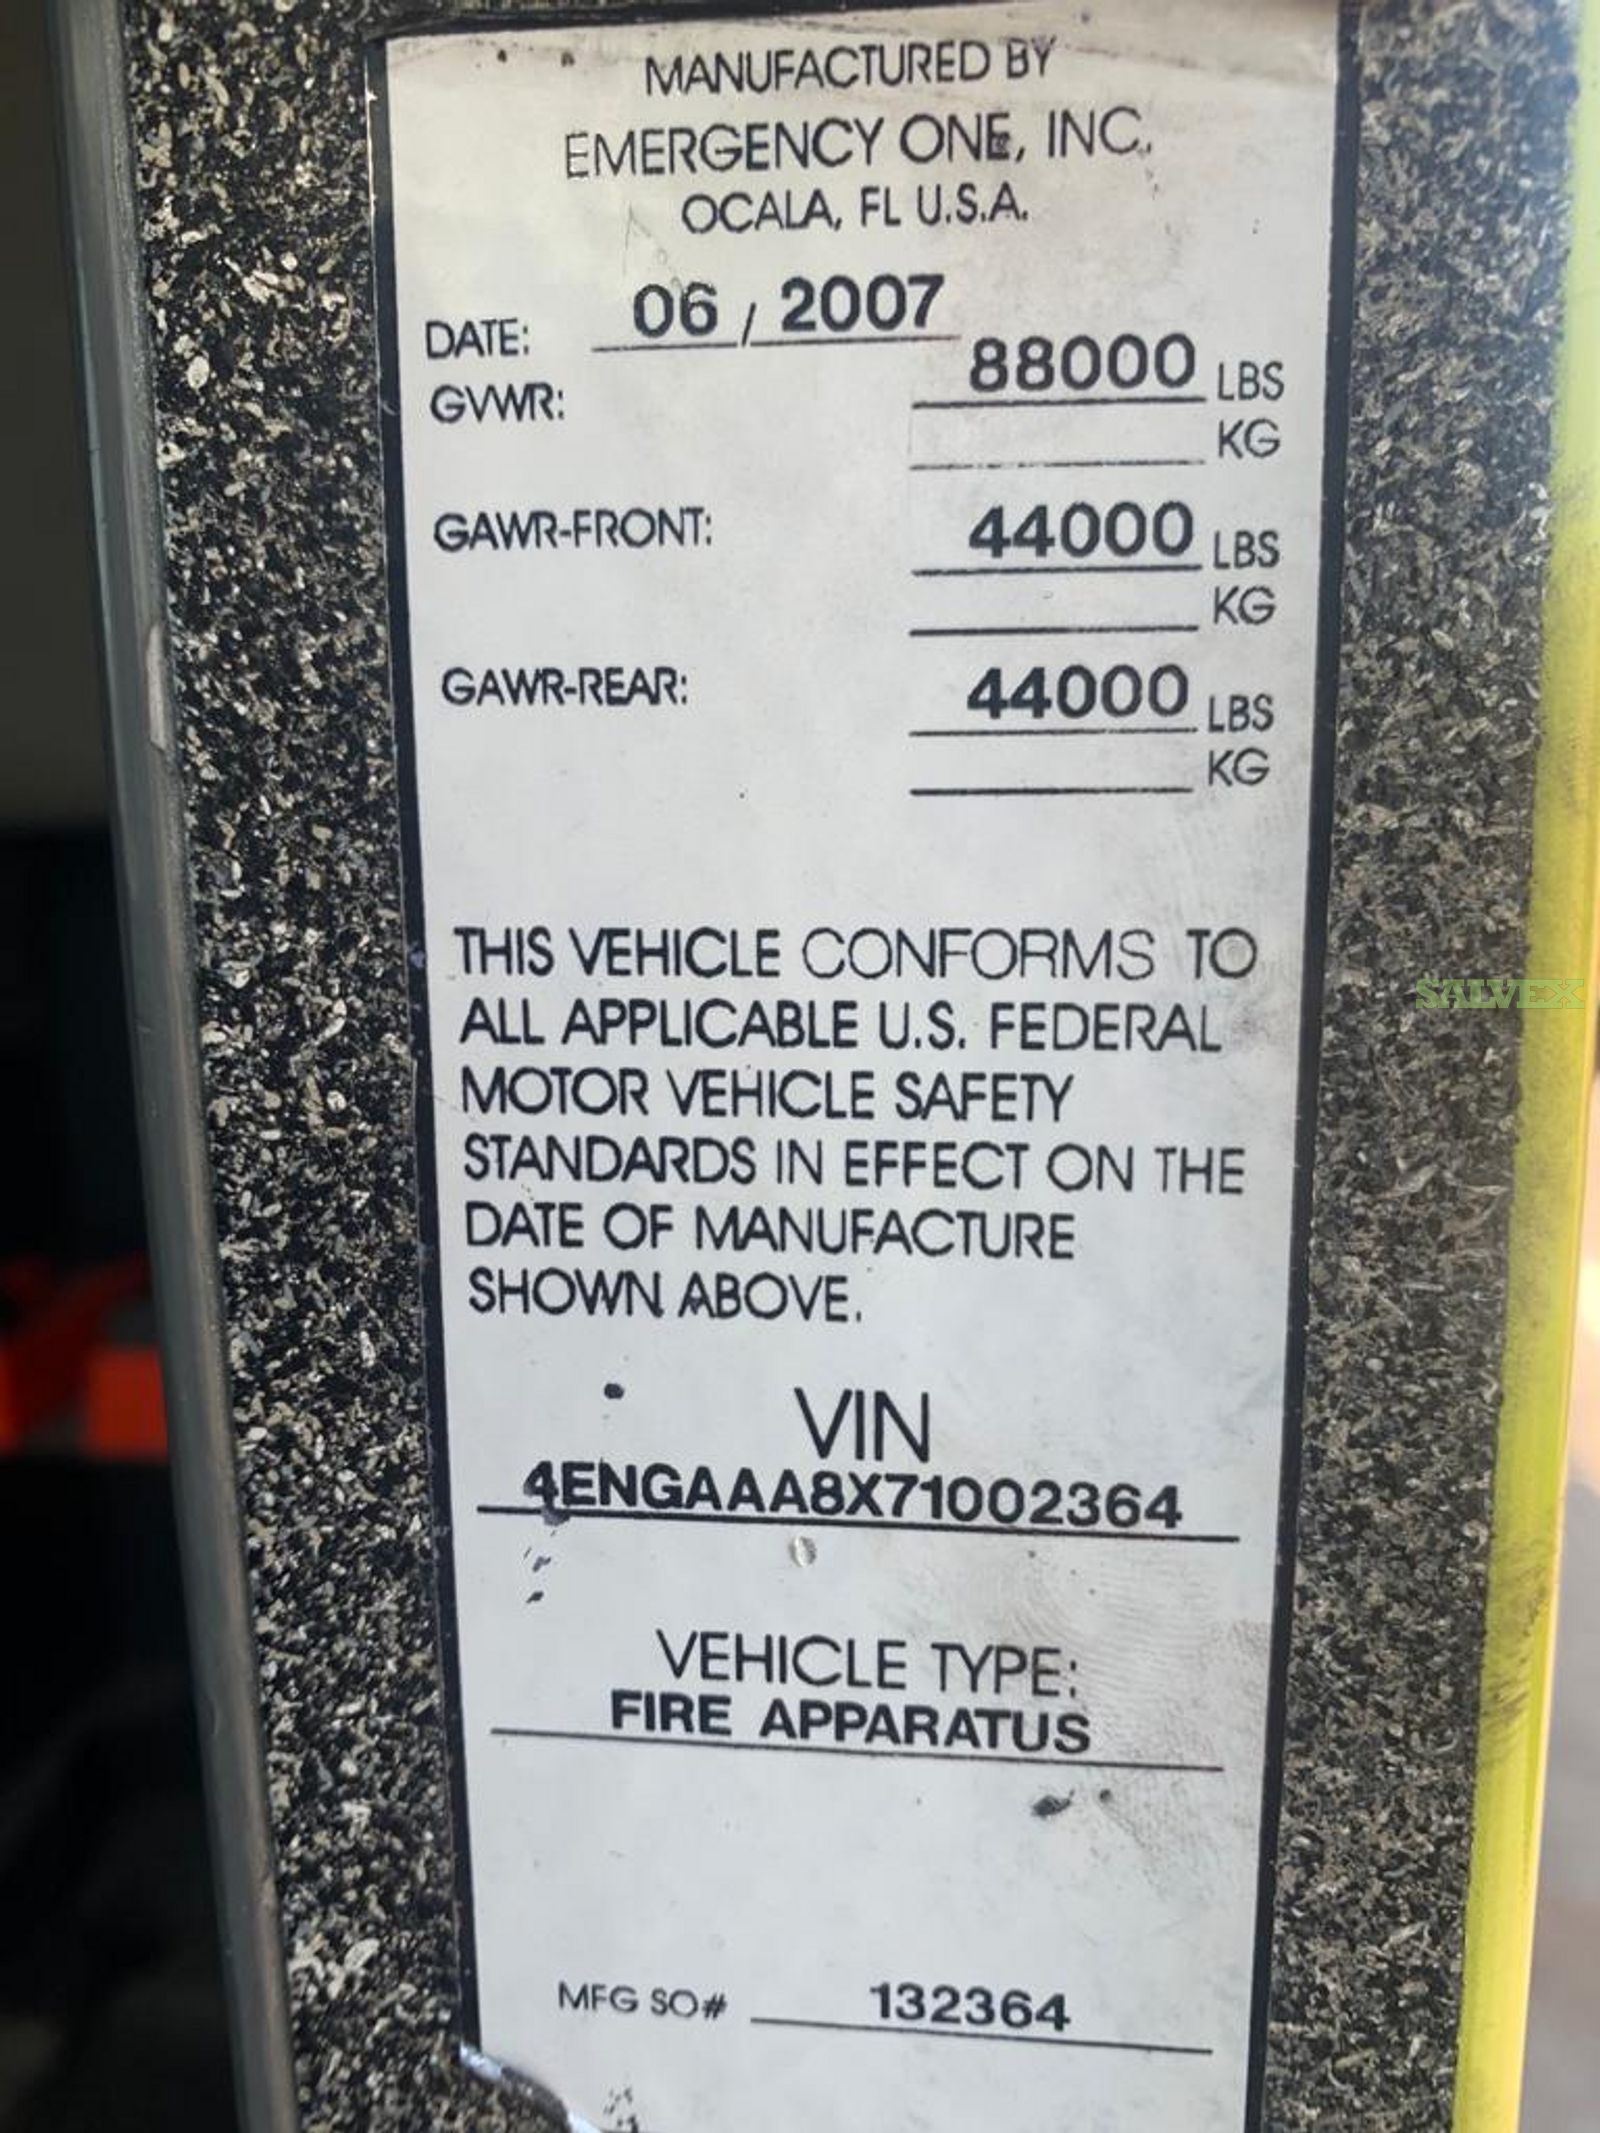 MANUFACTURED BY
EMERGENCY ONE, INC.
OCALA, FL U.S.A.
DATE: 06 / 2007
GVWR: 88000 LBS
KG
GAWR-FRONT: 44000 LBS
KG
GAWR-REAR: 44000 LBS
KG
THIS VEHICLE CONFORMS TO
ALL APPLICABLE U.S. FEDERAL
MOTOR VEHICLE SAFETY
STANDARDS IN EFFECT ON THE
DATE OF MANUFACTURE
SHOWN ABOVE.
SALVEX
VIN
4ENGAAA8X71002364
VEHICLE TYPE:
FIRE APPARATUS
MFG SO# 132364